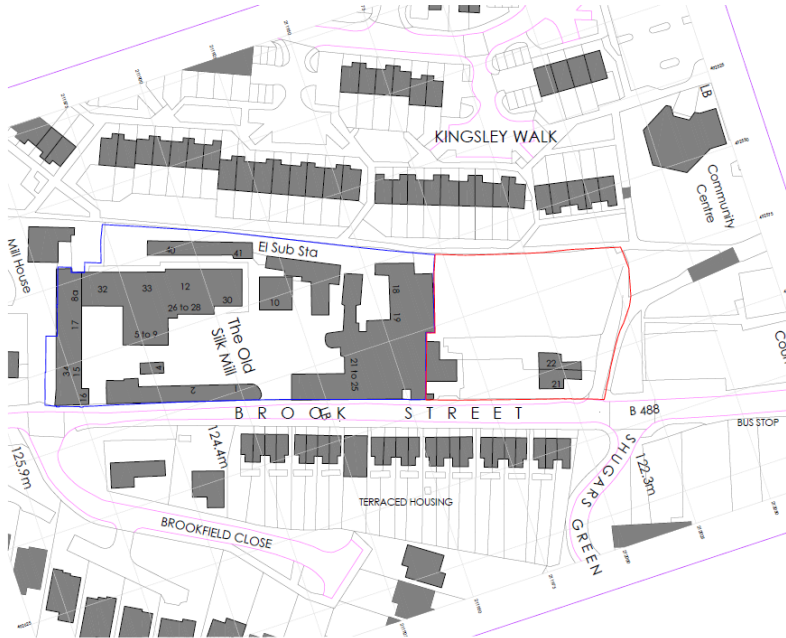 KINGSLEY WALK
LB
Community
Centre
Mill House
40
41
El Sub Sta
8a
32
33
12
18
26 to 28
30
10
17
19
5 to 9
The Old
Silk Mill
22
34
15
4
21 to 25
21
16
2
1
BROOK STREET
B 488
BUS STOP
SHUGARS GREEN
125.9m
124.4m
122.3m
TERRACED HOUSING
BROOKFIELD CLOSE